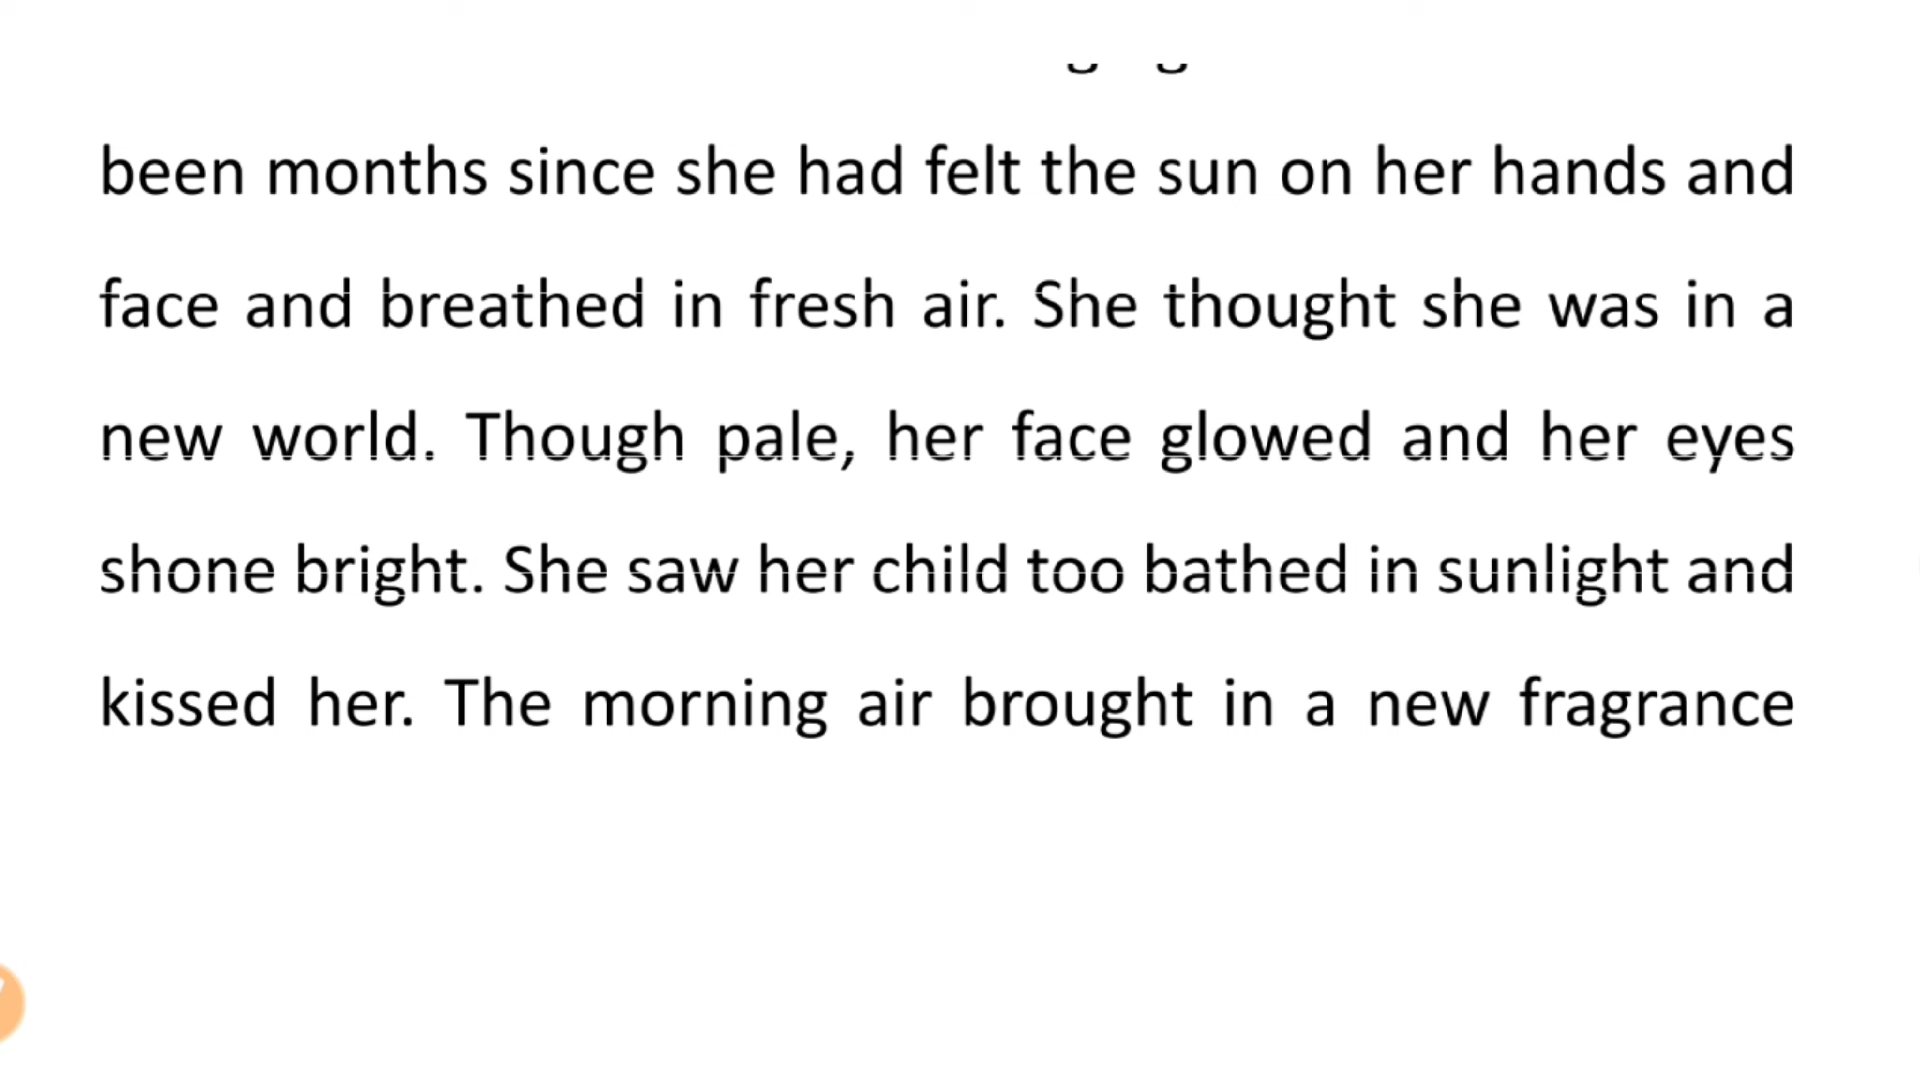 been months since she had felt the sun on her hands and
face and breathed in fresh air. She thought she was in a
new world. Though pale, her face glowed and her eyes
shone bright. She saw her child too bathed in sunlight and
kissed her. The morning air brought in a new fragrance